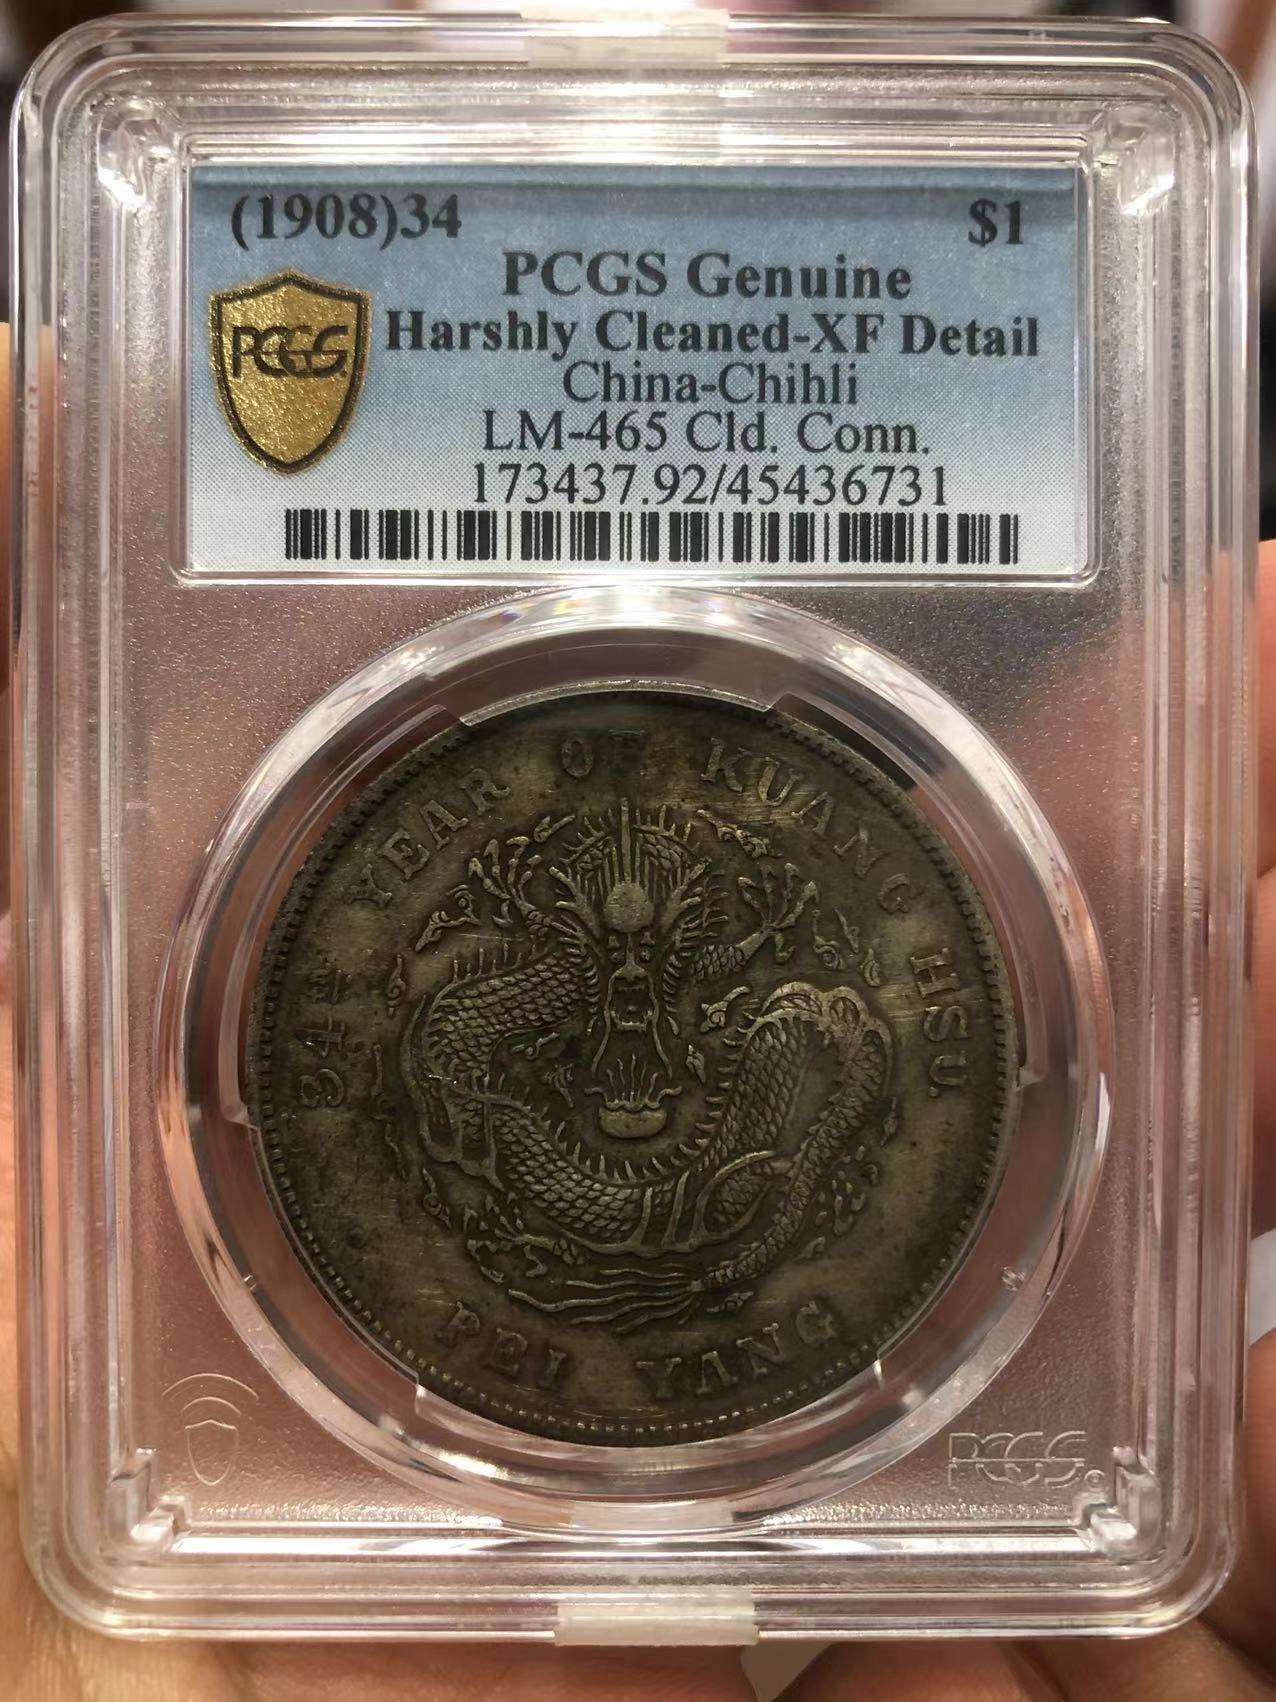 (1908)34 $1
PCGS Genuine
PCGS
Harshly Cleaned-XF Detail
China-Chihli
LM-465 Cld. Conn.
173437.92/45436731
34TH YEAR OF KUANG HSU
PEI YANG
PCGS